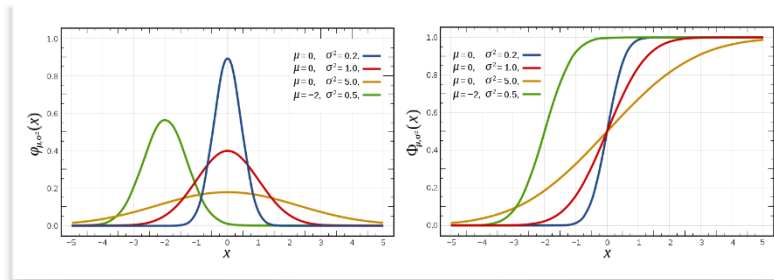 1.0
0.8
0.6
0.4
0.2
0.0
φμ,σ²(x)
μ=0, σ²=0.2,
μ=0, σ²=1.0,
μ=0, σ²=5.0,
μ=−2, σ²=0.5,
−5 −4 −3 −2 −1 0 1 2 3 4 5
x
1.0
0.8
0.6
0.4
0.2
0.0
Φμ,σ²(x)
μ=0, σ²=0.2,
μ=0, σ²=1.0,
μ=0, σ²=5.0,
μ=−2, σ²=0.5,
−5 −4 −3 −2 −1 0 1 2 3 4 5
x